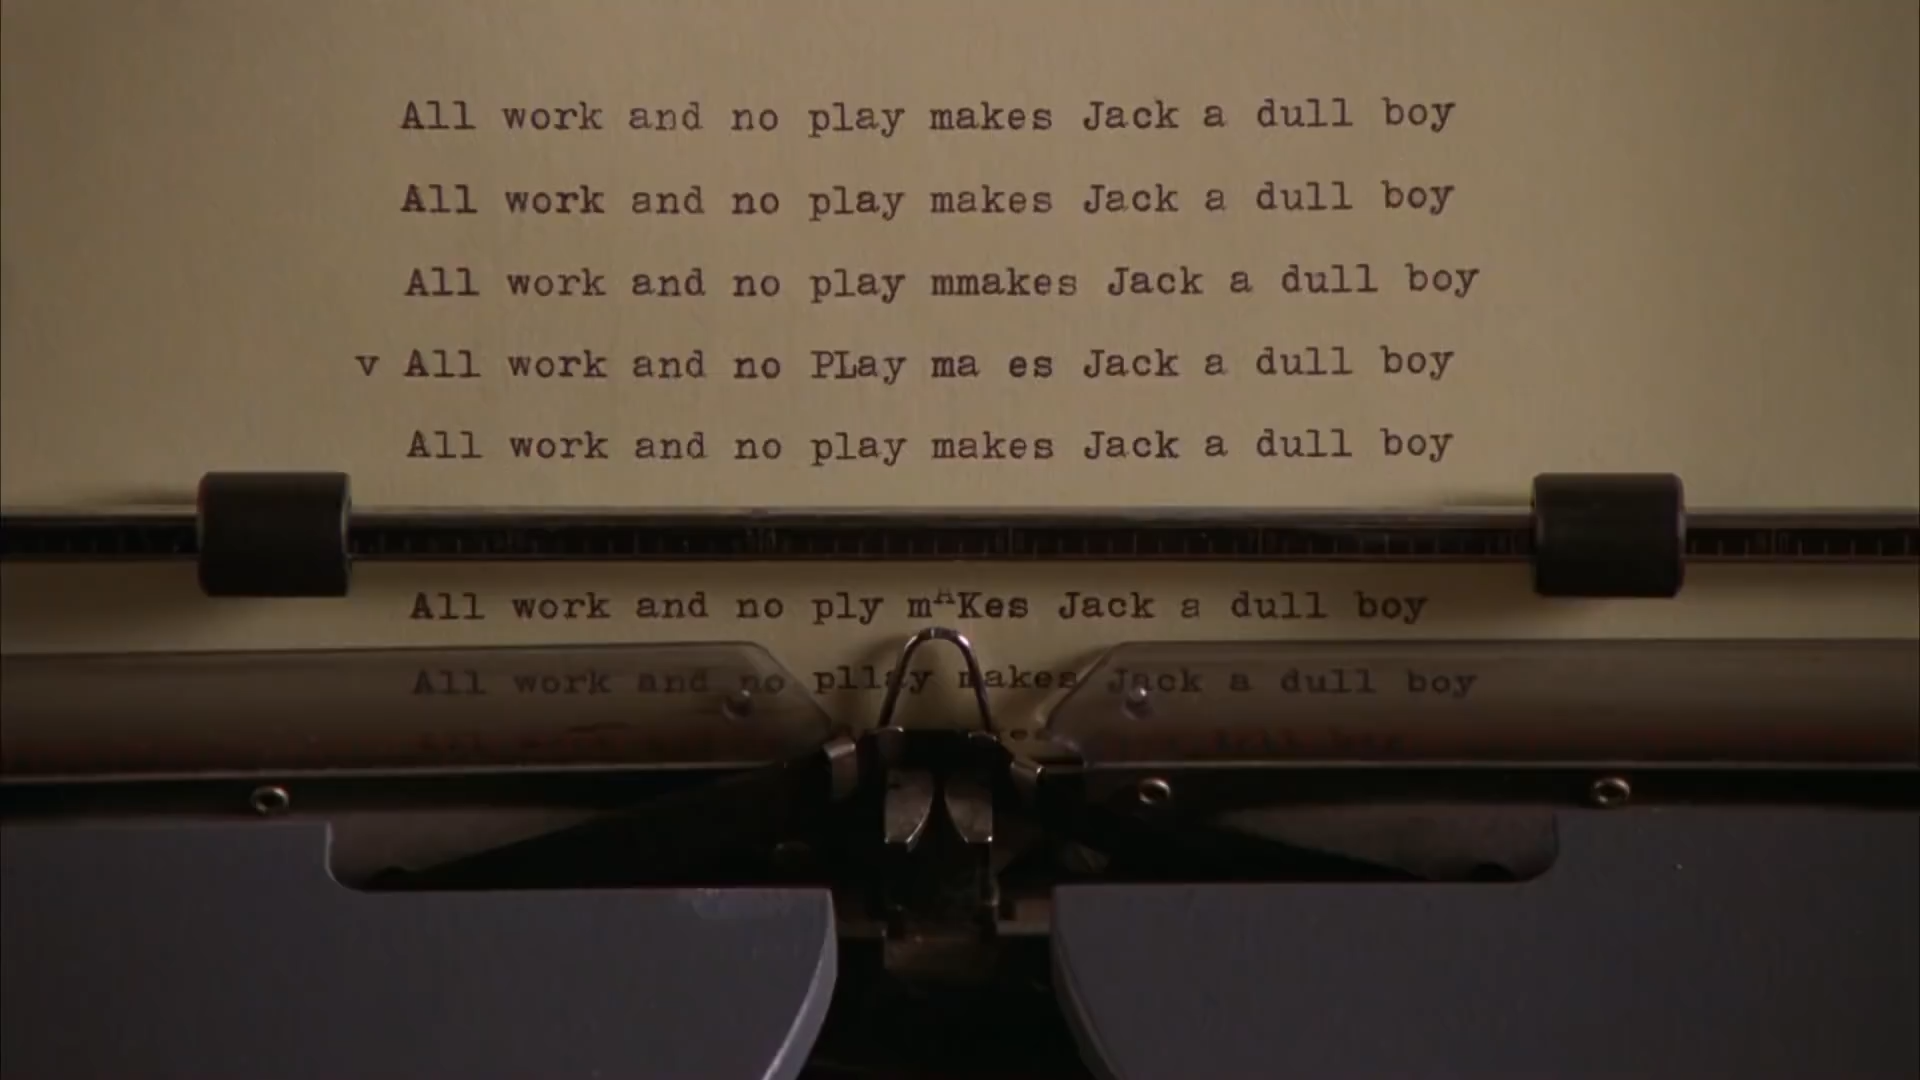 All work and no play makes Jack a dull boy
All work and no play makes Jack a dull boy
All work and no play mmakes Jack a dull boy
v All work and no PLay ma es Jack a dull boy
All work and no play makes Jack a dull boy
All work and no ply mAKes Jack a dull boy
All work and no pllay makes Jack a dull boy